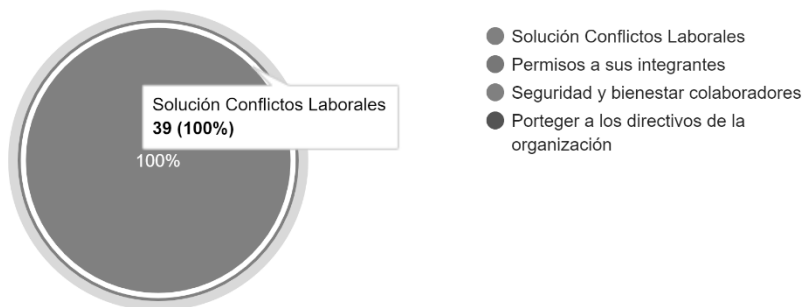 Solución Conflictos Laborales
39 (100%)
100%
Solución Conflictos Laborales
Permisos a sus integrantes
Seguridad y bienestar colaboradores
Porteger a los directivos de la
organización